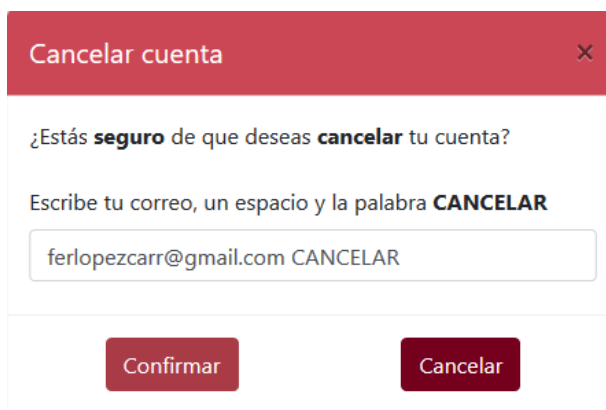 Cancelar cuenta ×
¿Estás seguro de que deseas cancelar tu cuenta?
Escribe tu correo, un espacio y la palabra CANCELAR
ferlopezcarr@gmail.com CANCELAR
Confirmar Cancelar